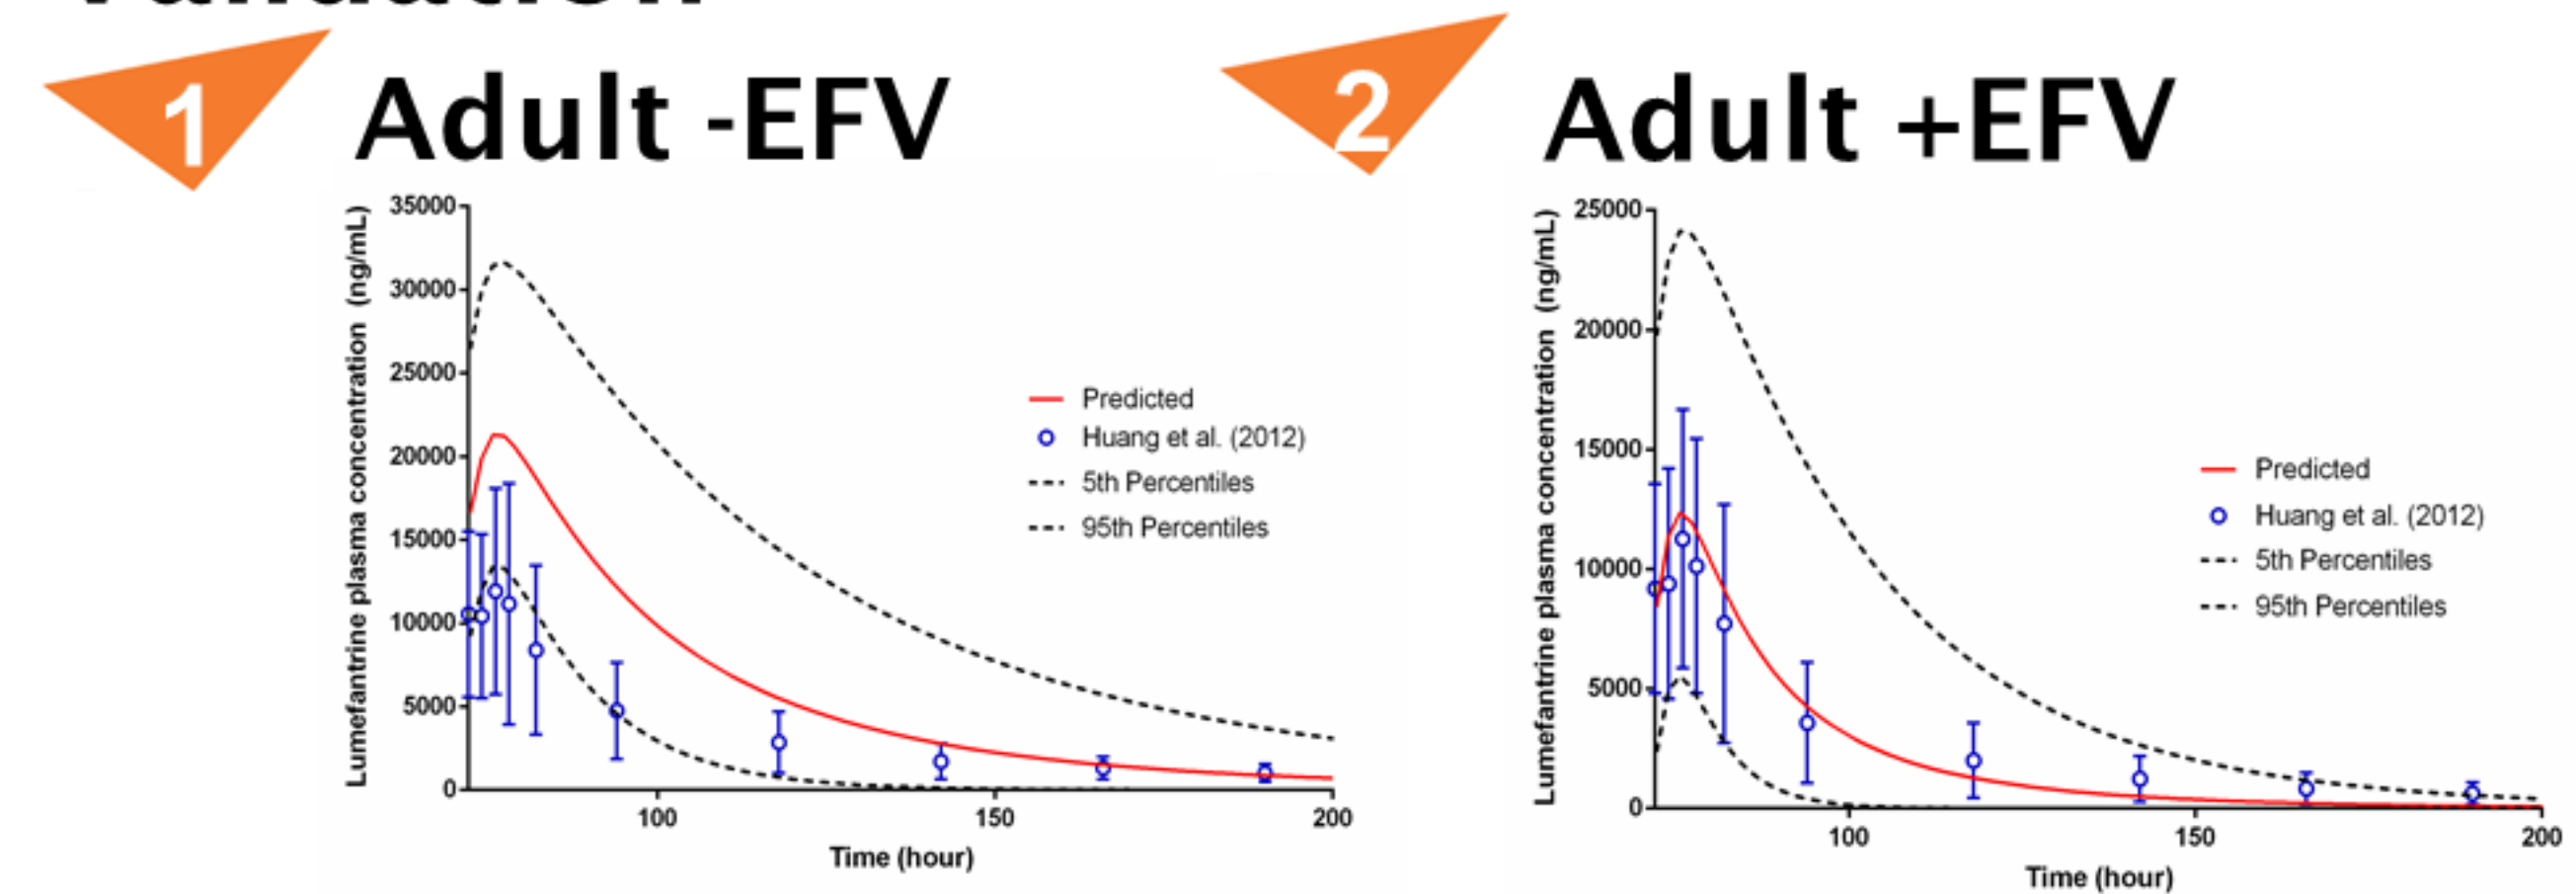 1
Adult -EFV
Lumefantrine plasma concentration (ng/mL)
35000
30000
25000
20000
15000
10000
5000
0
100
150
200
Time (hour)
Predicted
Huang et al. (2012)
5th Percentiles
95th Percentiles
2
Adult +EFV
Lumefantrine plasma concentration (ng/mL)
25000
20000
15000
10000
5000
0
100
150
200
Time (hour)
Predicted
Huang et al. (2012)
5th Percentiles
95th Percentiles